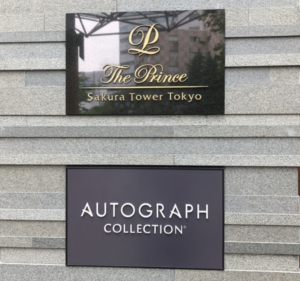 The Prince
Sakura Tower Tokyo
AUTOGRAPH
COLLECTION®